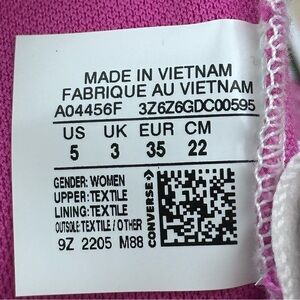 MADE IN VIETNAM
FABRIQUE AU VIETNAM
A04456F 3Z6Z6GDC00595
US UK EUR CM
5 3 35 22
GENDER: WOMEN
UPPER: TEXTILE
LINING: TEXTILE
OUTSOLE: TEXTILE / OTHER
9Z 2205 M88
CONVERSE